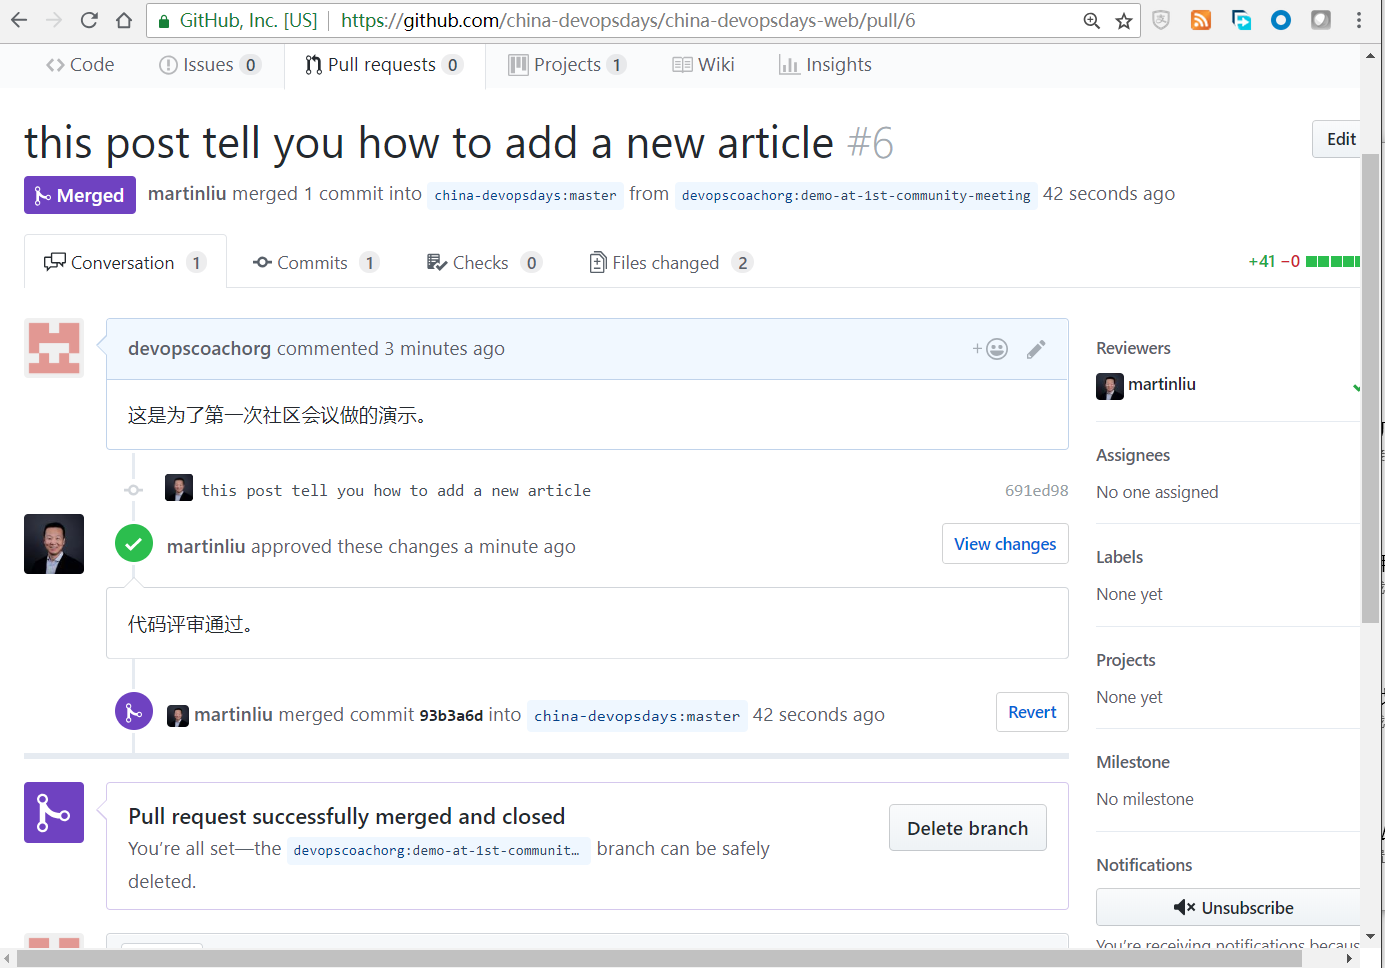 GitHub, Inc. [US] https://github.com/china-devopsdays/china-devopsdays-web/pull/6
Code Issues 0 Pull requests 0 Projects 1 Wiki Insights
this post tell you how to add a new article #6
Edit
Merged martinliu merged 1 commit into china-devopsdays:master from devopscoachorg:demo-at-1st-community-meeting 42 seconds ago
Conversation 1 Commits 1 Checks 0 Files changed 2 +41 −0
devopscoachorg commented 3 minutes ago
这是为了第一次社区会议做的演示。
this post tell you how to add a new article 691ed98
martinliu approved these changes a minute ago View changes
代码评审通过。
martinliu merged commit 93b3a6d into china-devopsdays:master 42 seconds ago Revert
Pull request successfully merged and closed
You’re all set—the devopscoachorg:demo-at-1st-communit… branch can be safely
deleted.
Delete branch
Reviewers
martinliu
Assignees
No one assigned
Labels
None yet
Projects
None yet
Milestone
No milestone
Notifications
Unsubscribe
You’re receiving notifications becaus